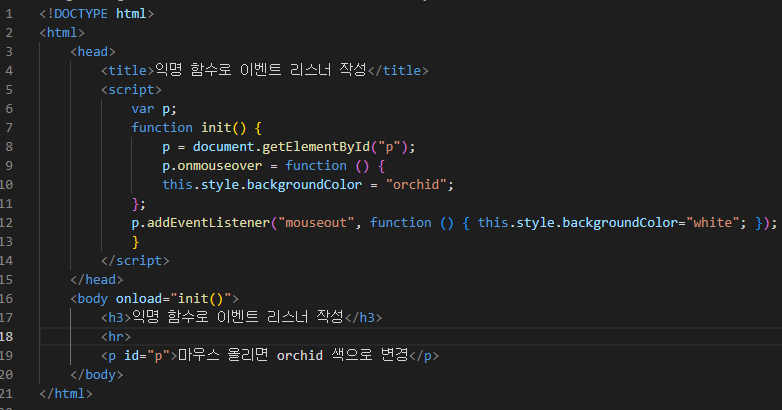 1 <!DOCTYPE html>
2 <html>
3 <head>
4 <title>익명 함수로 이벤트 리스너 작성</title>
5 <script>
6 var p;
7 function init() {
8 p = document.getElementById("p");
9 p.onmouseover = function () {
10 this.style.backgroundColor = "orchid";
11 };
12 p.addEventListener("mouseout", function () { this.style.backgroundColor="white"; });
13 }
14 </script>
15 </head>
16 <body onload="init()">
17 <h3>익명 함수로 이벤트 리스너 작성</h3>
18 <hr>
19 <p id="p">마우스 올리면 orchid 색으로 변경</p>
20 </body>
21 </html>